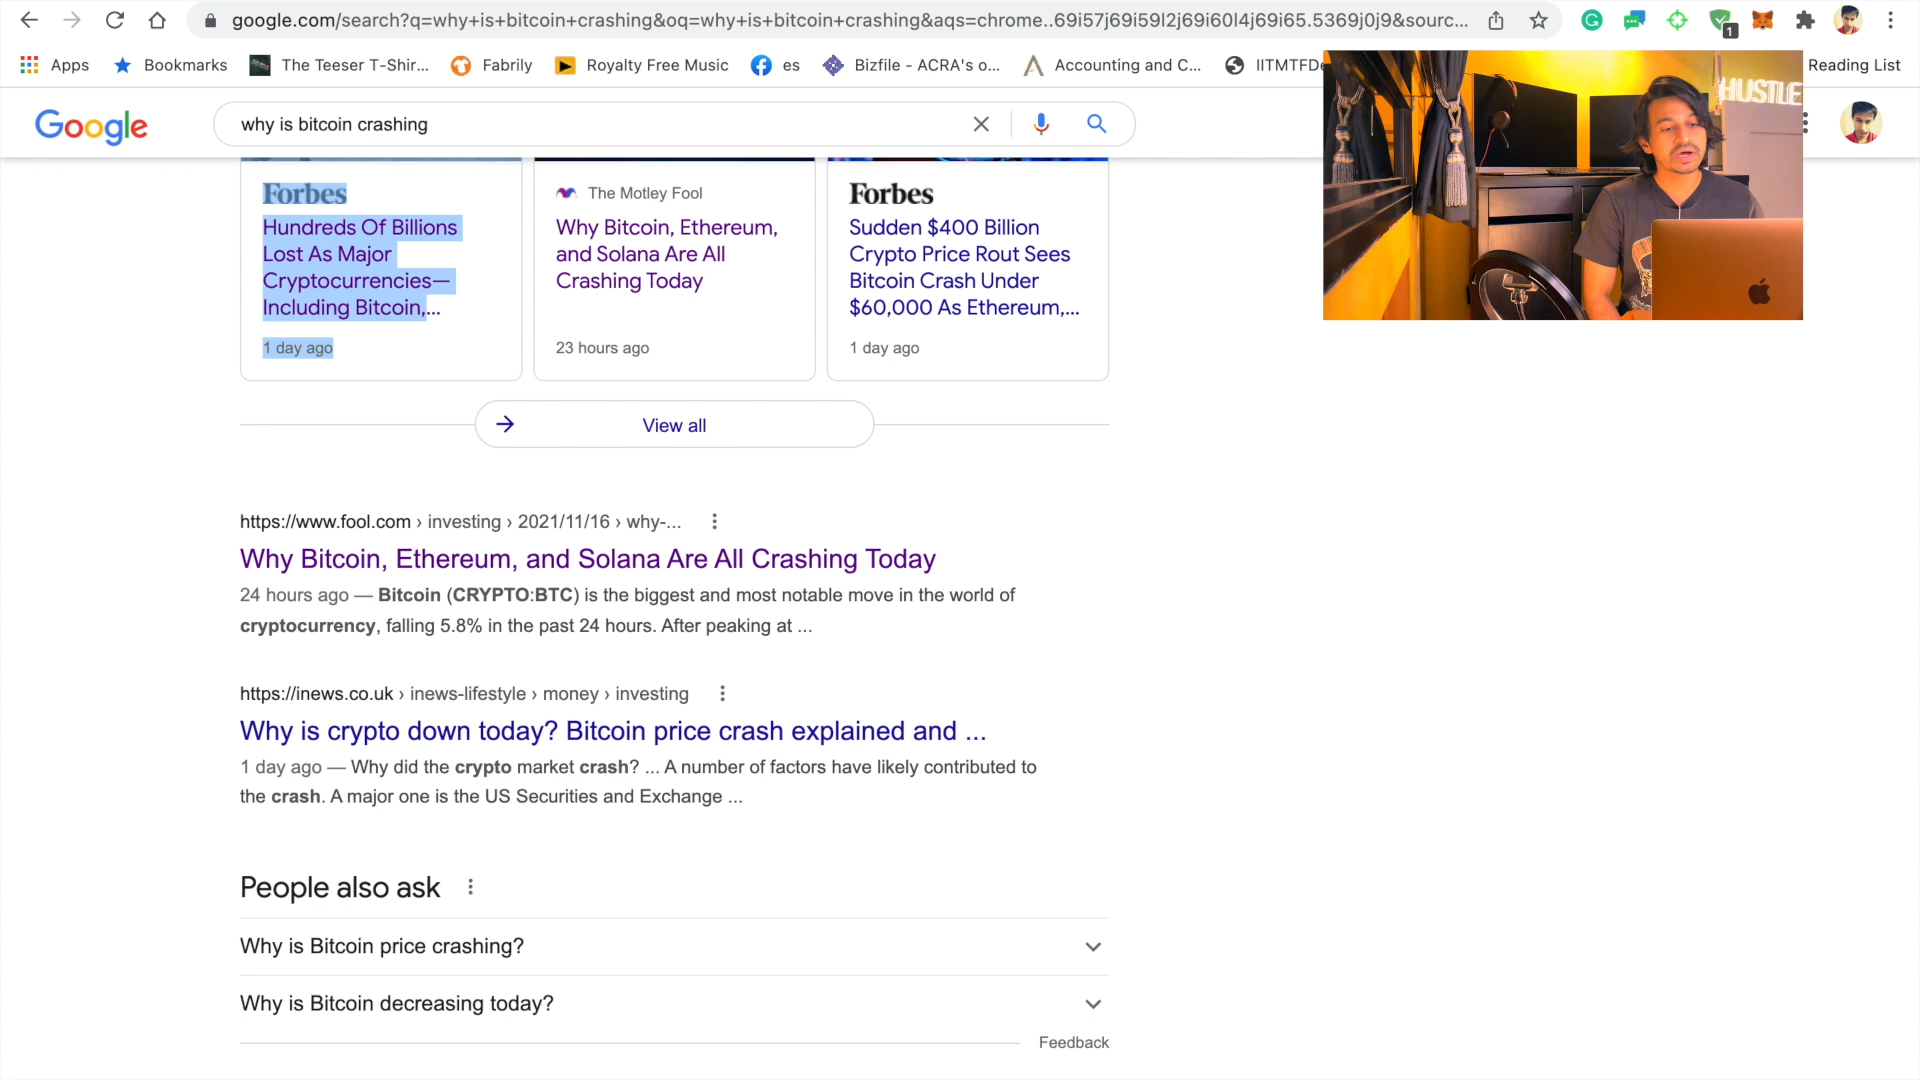 google.com/search?q=why+is+bitcoin+crashing&oq=why+is+bitcoin+crashing&aqs=chrome..69i57j69i59l2j69i60l4j69i65.5369j0j9&sourc...
1
Apps
Bookmarks
The Teeser T-Shir...
Fabrily
Royalty Free Music
es
Bizfile - ACRA's o...
Accounting and C...
IITMTFDe
Reading List
HUSTLE
Google
why is bitcoin crashing
Forbes
Hundreds Of Billions
Lost As Major
Cryptocurrencies—
Including Bitcoin,...
1 day ago
The Motley Fool
Why Bitcoin, Ethereum,
and Solana Are All
Crashing Today
23 hours ago
Forbes
Sudden $400 Billion
Crypto Price Rout Sees
Bitcoin Crash Under
$60,000 As Ethereum,...
1 day ago
View all
https://www.fool.com › investing › 2021/11/16 › why-...
Why Bitcoin, Ethereum, and Solana Are All Crashing Today
24 hours ago — Bitcoin (CRYPTO:BTC) is the biggest and most notable move in the world of
cryptocurrency, falling 5.8% in the past 24 hours. After peaking at ...
https://inews.co.uk › inews-lifestyle › money › investing
Why is crypto down today? Bitcoin price crash explained and ...
1 day ago — Why did the crypto market crash? ... A number of factors have likely contributed to
the crash. A major one is the US Securities and Exchange ...
People also ask
Why is Bitcoin price crashing?
Why is Bitcoin decreasing today?
Feedback